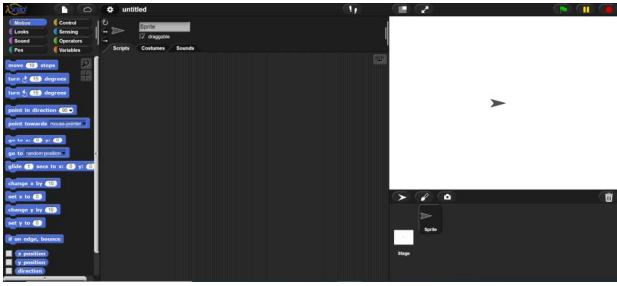 untitled
Motion Control
Looks Sensing
Sound Operators
Pen Variables
Sprite
draggable
Scripts Costumes Sounds
move 10 steps
turn 15 degrees
turn 15 degrees
point in direction 90
point towards mouse-pointer
go to x: 0 y: 0
go to random position
glide 1 secs to x: 0 y: 0
change x by 10
set x to 0
change y by 10
set y to 0
if on edge, bounce
x position
y position
direction
Sprite
Stage